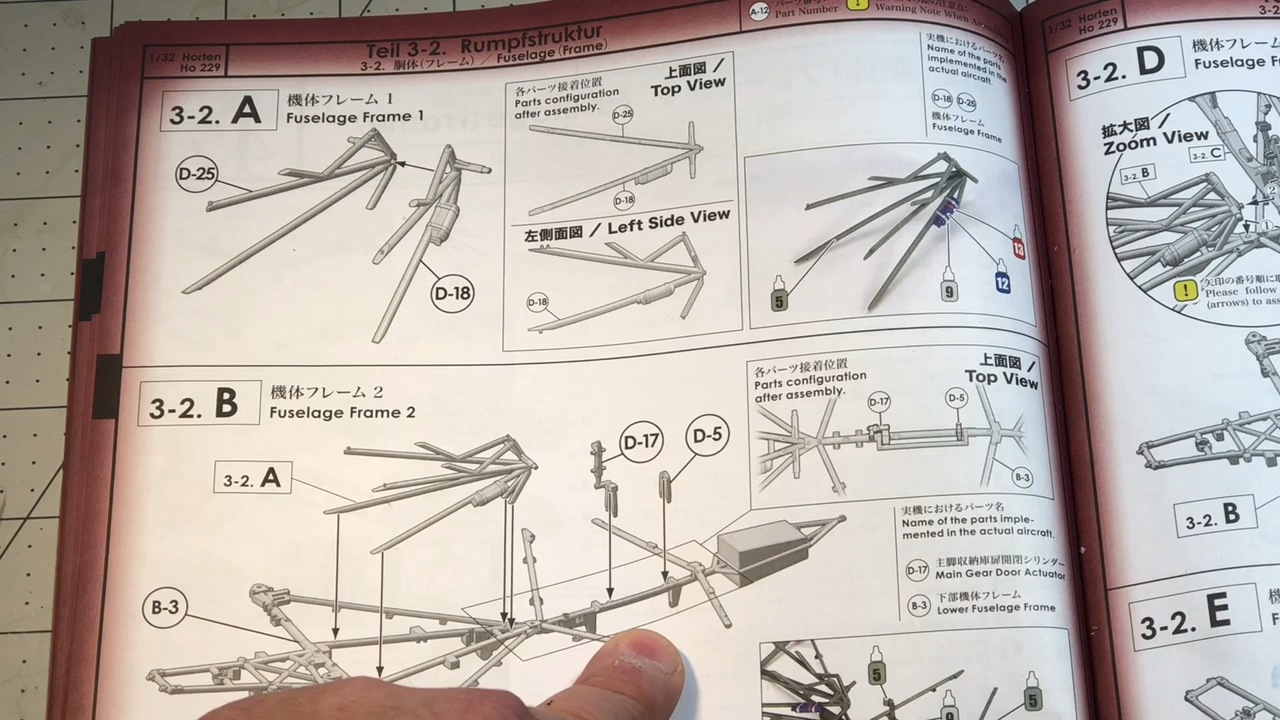 1/32 Horten
Ho 229
Teil 3-2. Rumpfstruktur
3-2. 胴体(フレーム) / Fuselage (Frame)
A-12
Part Number
!
Warning Note When
3-2. A
機体フレーム 1
Fuselage Frame 1
D-25
D-18
各パーツ接着位置
Parts configuration
after assembly.
上面図 /
Top View
D-25
D-18
左側面図 / Left Side View
D-18
実機におけるパーツ名
Name of the parts
implemented in the
actual aircraft.
D-18 D-25
機体フレーム
Fuselage Frame
5
9
12
13
3-2. B
機体フレーム 2
Fuselage Frame 2
3-2. A
D-17
D-5
B-3
各パーツ接着位置
Parts configuration
after assembly.
上面図 /
Top View
D-17
D-5
B-3
実機におけるパーツ名
Name of the parts imple-
mented in the actual aircraft.
D-17
主脚収納庫扉開閉シリンダー
Main Gear Door Actuator
B-3
下部機体フレーム
Lower Fuselage Frame
5
9
5
1/32 Horten
Ho 229
3-2. D
機体フレーム
Fuselage
拡大図 /
Zoom View
3-2. C
3-2. B
!
矢印の番号順に
Please follow
(arrows) to
3-2. B
3-2. E